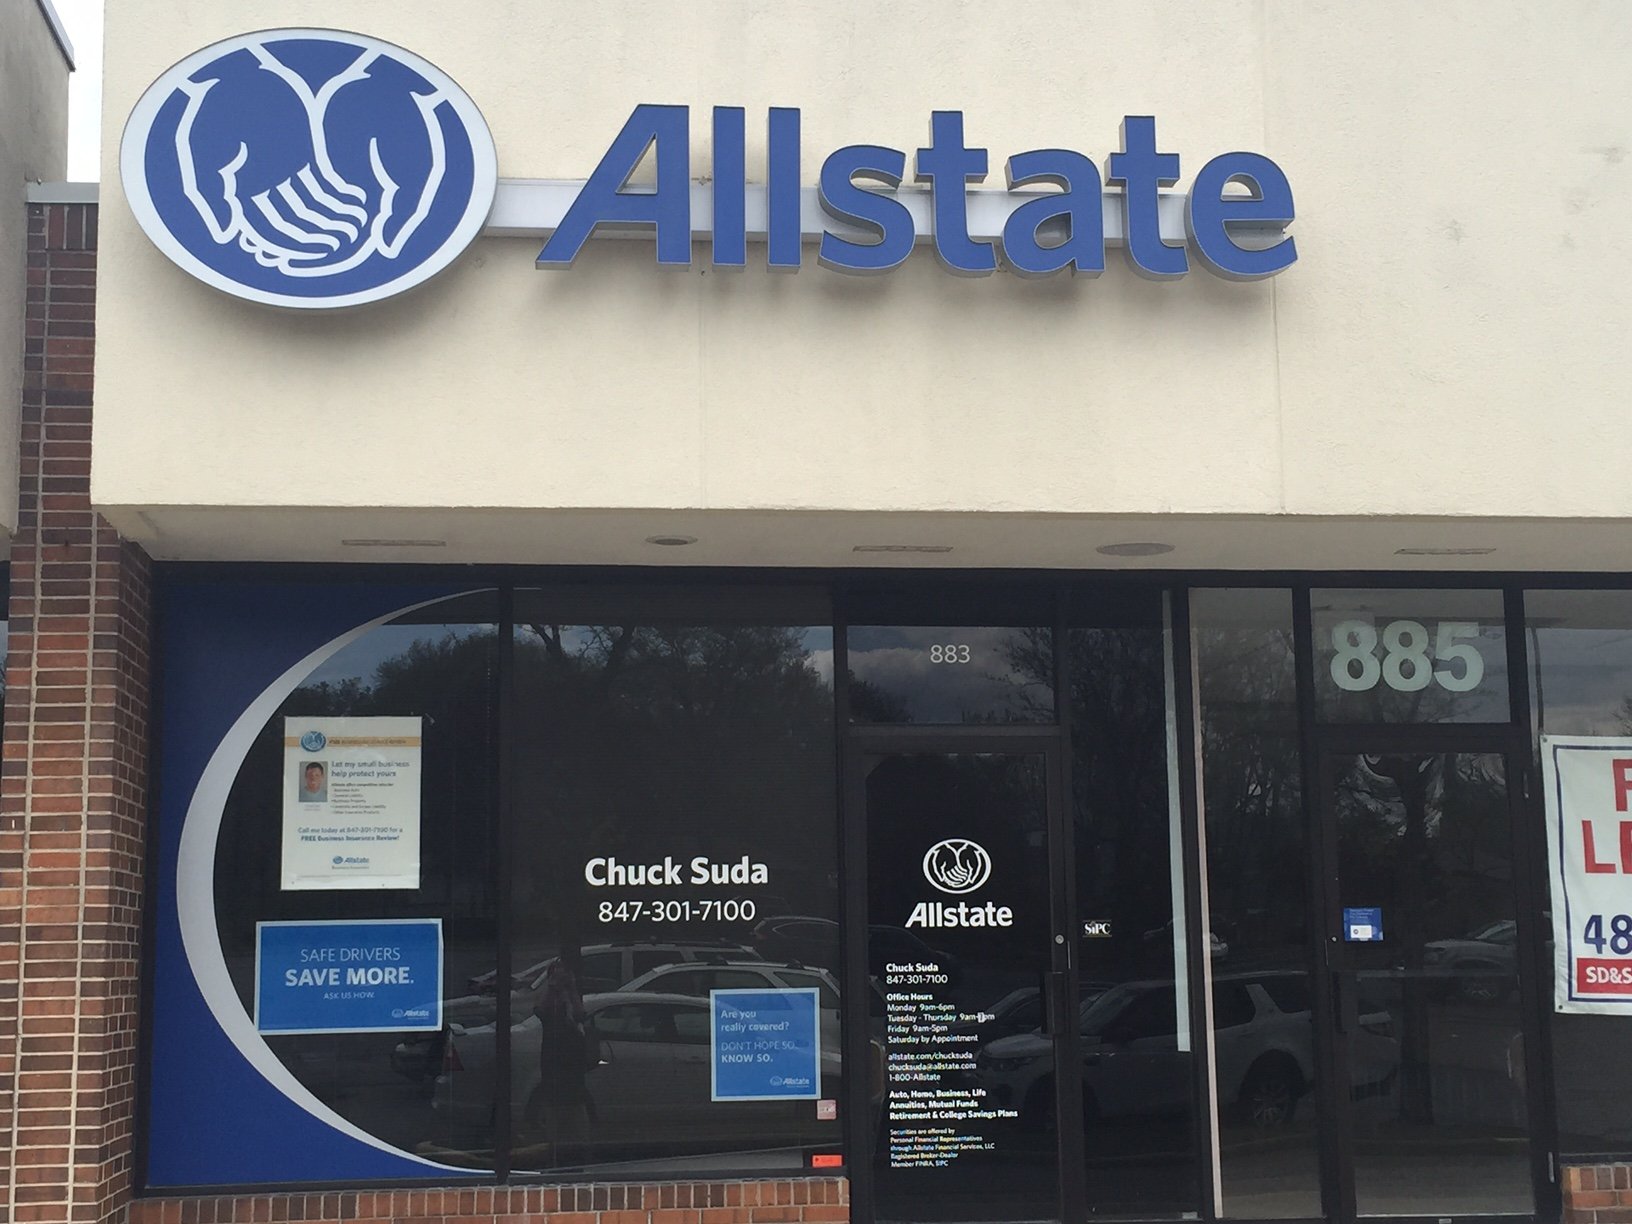 Allstate
883
885
Let my small business
help protect yours
Call me today at 847-301-7100 for a
FREE Business Insurance Review!
Allstate
SAFE DRIVERS
SAVE MORE.
ASK US HOW.
Allstate
Chuck Suda
847-301-7100
Are you
really covered?
DON'T HOPE SO.
KNOW SO.
Allstate
Allstate
SiPC
Chuck Suda
847-301-7100
Office Hours
Monday 9am-6pm
Tuesday - Thursday 9am-
Friday 9am-5pm
Saturday by Appointment
allstate.com/chucksuda
chucksuda@allstate.com
1-800-Allstate
Auto, Home, Business, Life
Annuities, Mutual Funds
Retirement & College Savings Plans
Securities are offered by
Personal Financial Representatives
through Allstate Financial Services, LLC
Registered Broker-Dealer
Member FINRA, SIPC
F
LE
48
SD&S